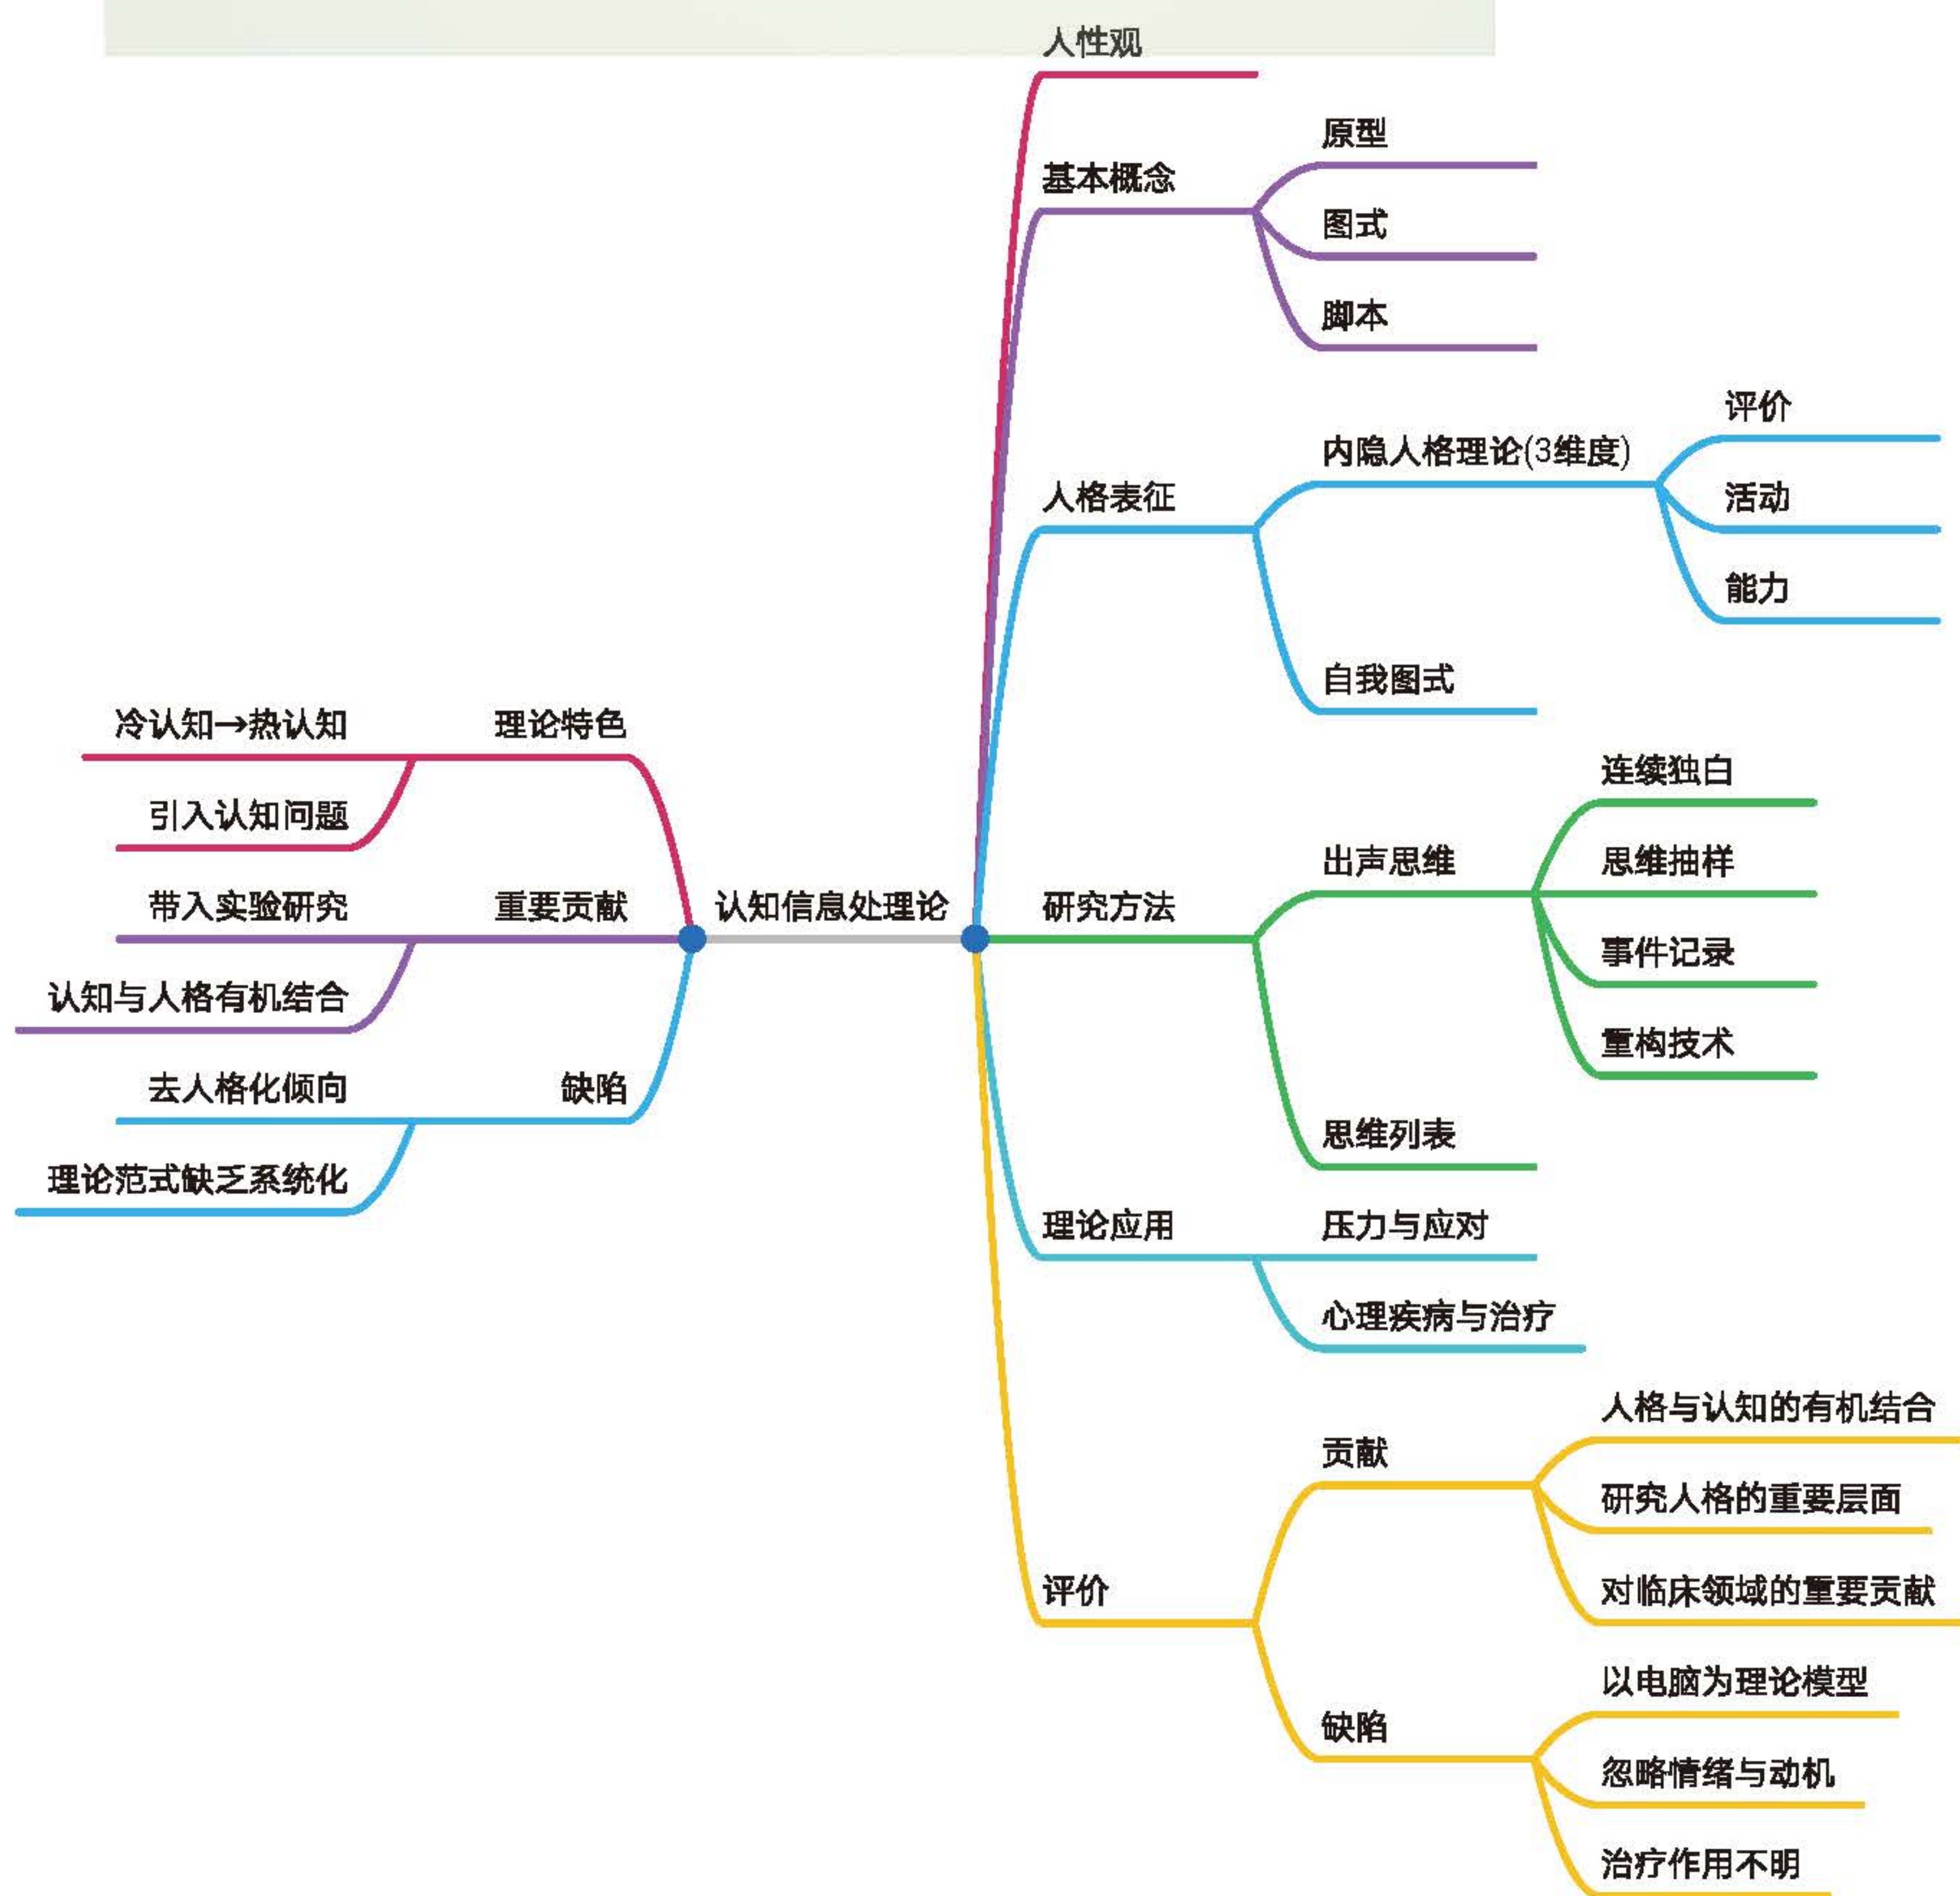 人性观
基本概念
原型
图式
脚本
人格表征
内隐人格理论(3维度)
评价
活动
能力
自我图式
冷认知→热认知
理论特色
引入认知问题
带入实验研究
重要贡献
认知与人格有机结合
去人格化倾向
缺陷
理论范式缺乏系统化
认知信息处理论
研究方法
出声思维
连续独白
思维抽样
事件记录
重构技术
思维列表
理论应用
压力与应对
心理疾病与治疗
评价
贡献
人格与认知的有机结合
研究人格的重要层面
对临床领域的重要贡献
缺陷
以电脑为理论模型
忽略情绪与动机
治疗作用不明